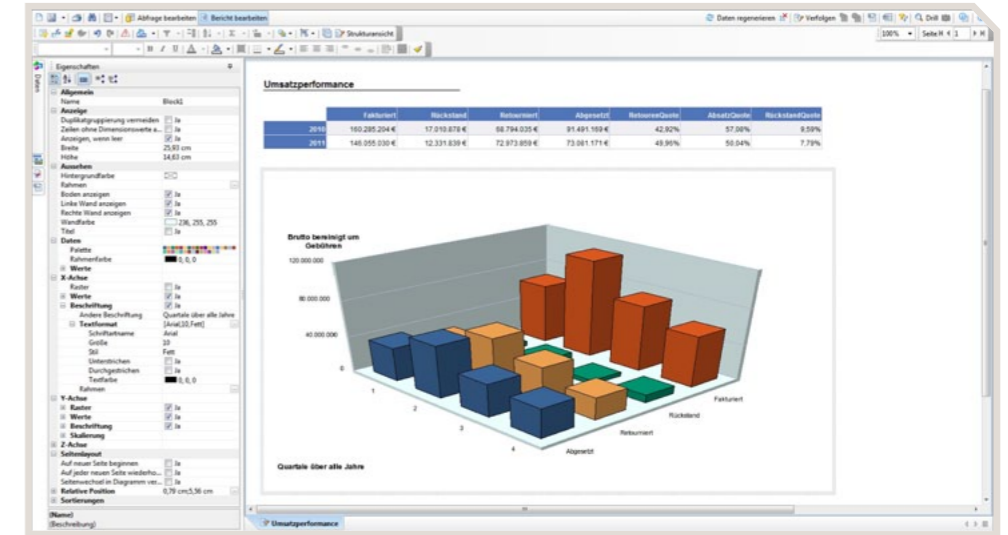 Abfrage bearbeiten Bericht bearbeiten Daten regenerieren Verfolgen Drill
Strukturansicht 100% Seite 1
Daten
Eigenschaften
Allgemein
Name Block1
Anzeige
Duplikatgruppierung vermeiden Ja
Zeilen ohne Dimensionswerte a... Ja
Anzeigen, wenn leer Ja
Breite 25,93 cm
Höhe 14,63 cm
Aussehen
Hintergrundfarbe
Rahmen
Boden anzeigen Ja
Linke Wand anzeigen Ja
Rechte Wand anzeigen Ja
Wandfarbe 236, 255, 255
Titel Ja
Daten
Palette
Rahmenfarbe 0, 0, 0
Werte
X-Achse
Raster Ja
Werte Ja
Beschriftung Ja
Andere Beschriftung Quartale über alle Jahre
Textformat [Arial,10,Fett]
Schriftartname Arial
Größe 10
Stil Fett
Unterstrichen Ja
Durchgestrichen Ja
Textfarbe 0, 0, 0
Rahmen
Y-Achse
Raster Ja
Werte Ja
Beschriftung Ja
Skalierung
Z-Achse
Seitenlayout
Auf neuer Seite beginnen Ja
Auf jeder neuen Seite wiederho... Ja
Seitenwechsel in Diagramm ver... Ja
Relative Position 0,79 cm;5,56 cm
Sortierungen
(Name)
(Beschreibung)
Umsatzperformance
Fakturiert Rückstand Retourniert Abgesetzt RetourenQuote AbsatzQuote RückstandQuote
2010 160.285.204 € 17.010.878 € 68.794.035 € 91.491.169 € 42,92% 57,08% 9,59%
2011 146.055.030 € 12.331.839 € 72.973.859 € 73.081.171 € 49,96% 50,04% 7,79%
Brutto bereinigt um
Gebühren
120.000.000
80.000.000
40.000.000
0
1
2
3
4
Fakturiert
Rückstand
Retourniert
Abgesetzt
Quartale über alle Jahre
Umsatzperformance